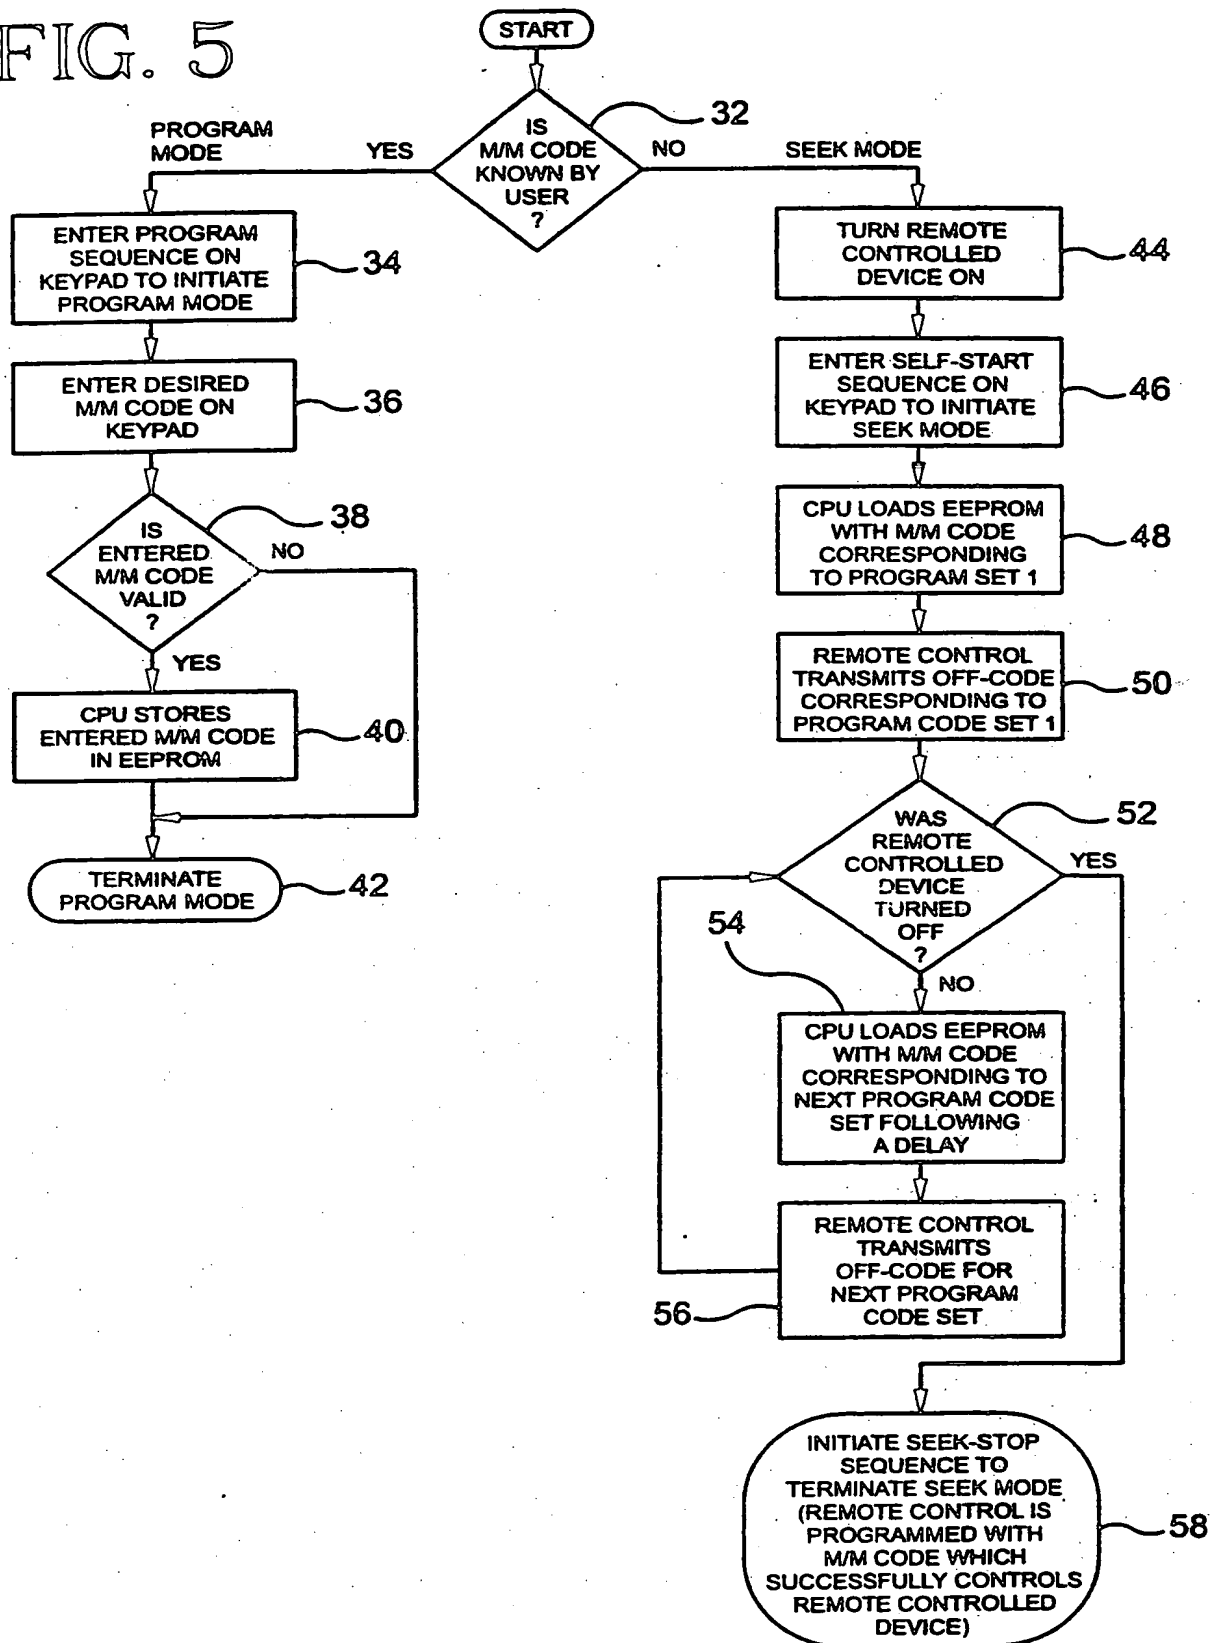 FIG. 5
START
IS
M/M CODE
KNOWN BY
USER
?
32
PROGRAM
MODE
YES
NO
SEEK MODE
ENTER PROGRAM
SEQUENCE ON
KEYPAD TO INITIATE
PROGRAM MODE
34
ENTER DESIRED
M/M CODE ON
KEYPAD
36
IS
ENTERED
M/M CODE
VALID
?
38
NO
YES
CPU STORES
ENTERED M/M CODE
IN EEPROM
40
TERMINATE
PROGRAM MODE
42
TURN REMOTE
CONTROLLED
DEVICE ON
44
ENTER SELF-START
SEQUENCE ON
KEYPAD TO INITIATE
SEEK MODE
46
CPU LOADS EEPROM
WITH M/M CODE
CORRESPONDING
TO PROGRAM SET 1
48
REMOTE CONTROL
TRANSMITS OFF-CODE
CORRESPONDING TO
PROGRAM CODE SET 1
50
WAS
REMOTE
CONTROLLED
DEVICE
TURNED
OFF
?
52
YES
NO
54
CPU LOADS EEPROM
WITH M/M CODE
CORRESPONDING TO
NEXT PROGRAM CODE
SET FOLLOWING
A DELAY
REMOTE CONTROL
TRANSMITS
OFF-CODE FOR
NEXT PROGRAM
CODE SET
56
INITIATE SEEK-STOP
SEQUENCE TO
TERMINATE SEEK MODE
(REMOTE CONTROL IS
PROGRAMMED WITH
M/M CODE WHICH
SUCCESSFULLY CONTROLS
REMOTE CONTROLLED
DEVICE)
58